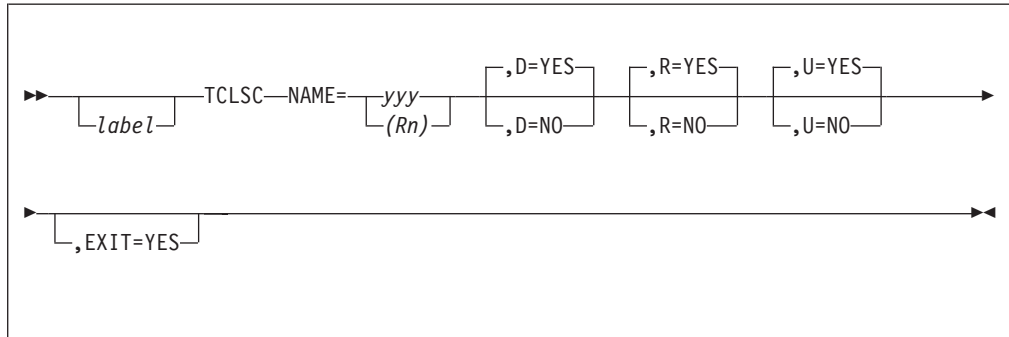 ,D=YES ,R=YES ,U=YES
TCLSC NAME= yyy
label (Rn) ,D=NO ,R=NO ,U=NO
,EXIT=YES